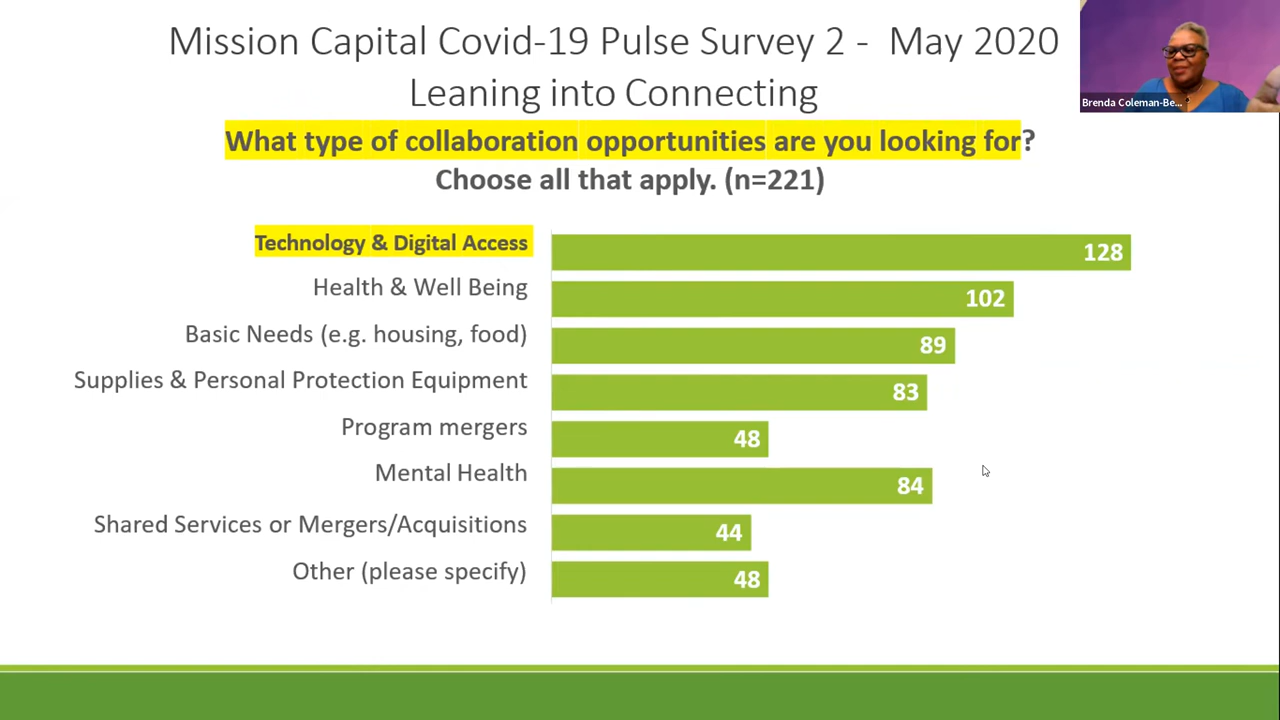 Mission Capital Covid-19 Pulse Survey 2 - May 2020
Leaning into Connecting
What type of collaboration opportunities are you looking for?
Choose all that apply. (n=221)
Brenda Coleman-Be...
Technology & Digital Access 128
Health & Well Being 102
Basic Needs (e.g. housing, food) 89
Supplies & Personal Protection Equipment 83
Program mergers 48
Mental Health 84
Shared Services or Mergers/Acquisitions 44
Other (please specify) 48